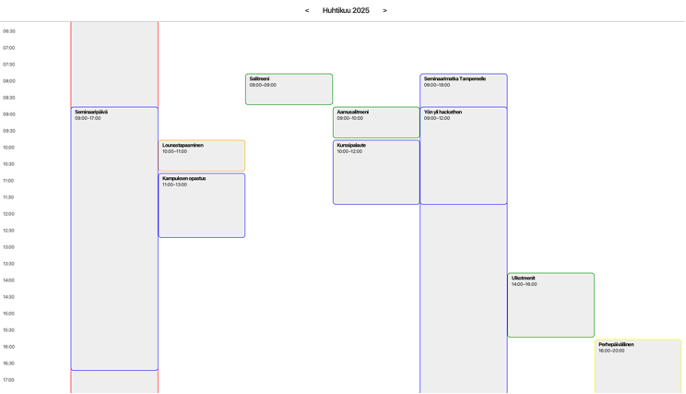 < Huhtikuu 2025 >
06:30
07:00
07:30
08:00
08:30
09:00
09:30
10:00
10:30
11:00
11:30
12:00
12:30
13:00
13:30
14:00
14:30
15:00
15:30
16:00
16:30
17:00
Seminaaripäivä
09:00–17:00
Lounastapaaminen
10:00–11:00
Kampuksen opastus
11:00–13:00
Salitreeni
08:00–09:00
Aamusalitreeni
09:00–10:00
Kurssipalaute
10:00–12:00
Seminaarimatka Tampereelle
08:00–19:00
Yön yli hackathon
09:00–12:00
Ulkotreenit
14:00–16:00
Perhepäivällinen
16:00–20:00